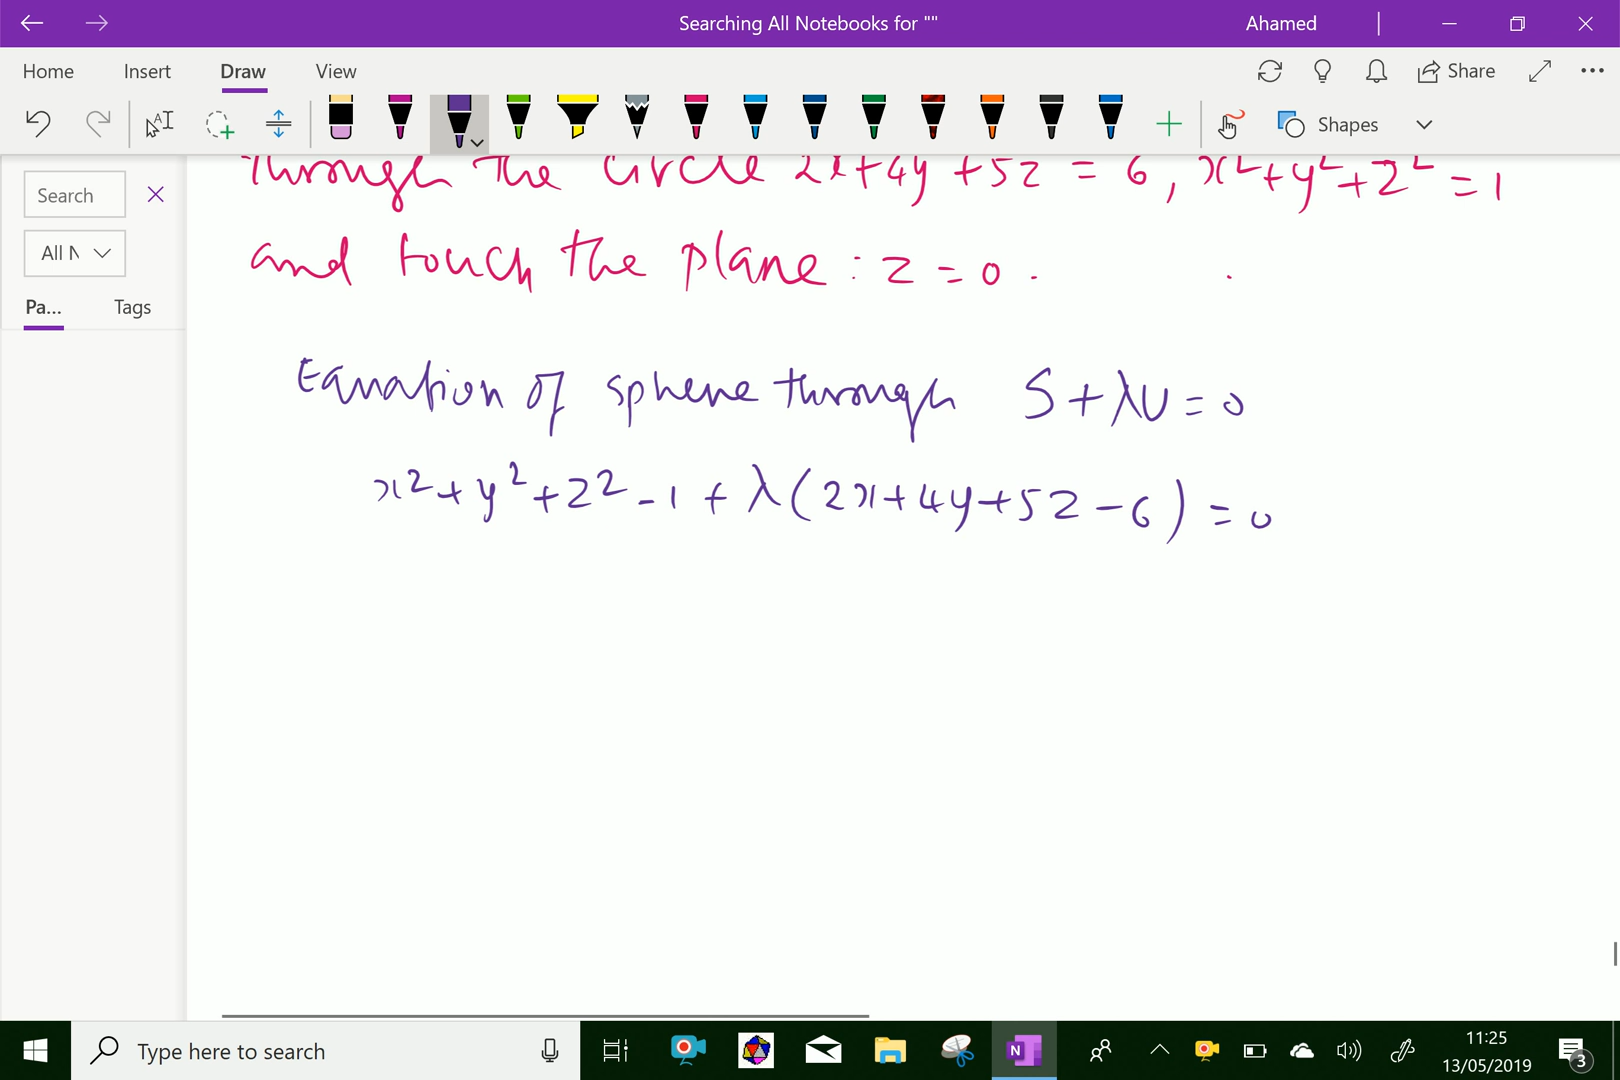 Searching All Notebooks for ""
Ahamed
Home Insert Draw View
Share
Shapes
Search
All N
Pa... Tags
through the circle 2x+4y+5z = 6, x²+y²+z² = 1
and touch the plane : z = 0 .
Equation of sphere through S+λU = 0
x²+y²+z²-1+λ(2x+4y+5z-6) = 0
Type here to search
N
11:25
13/05/2019
3